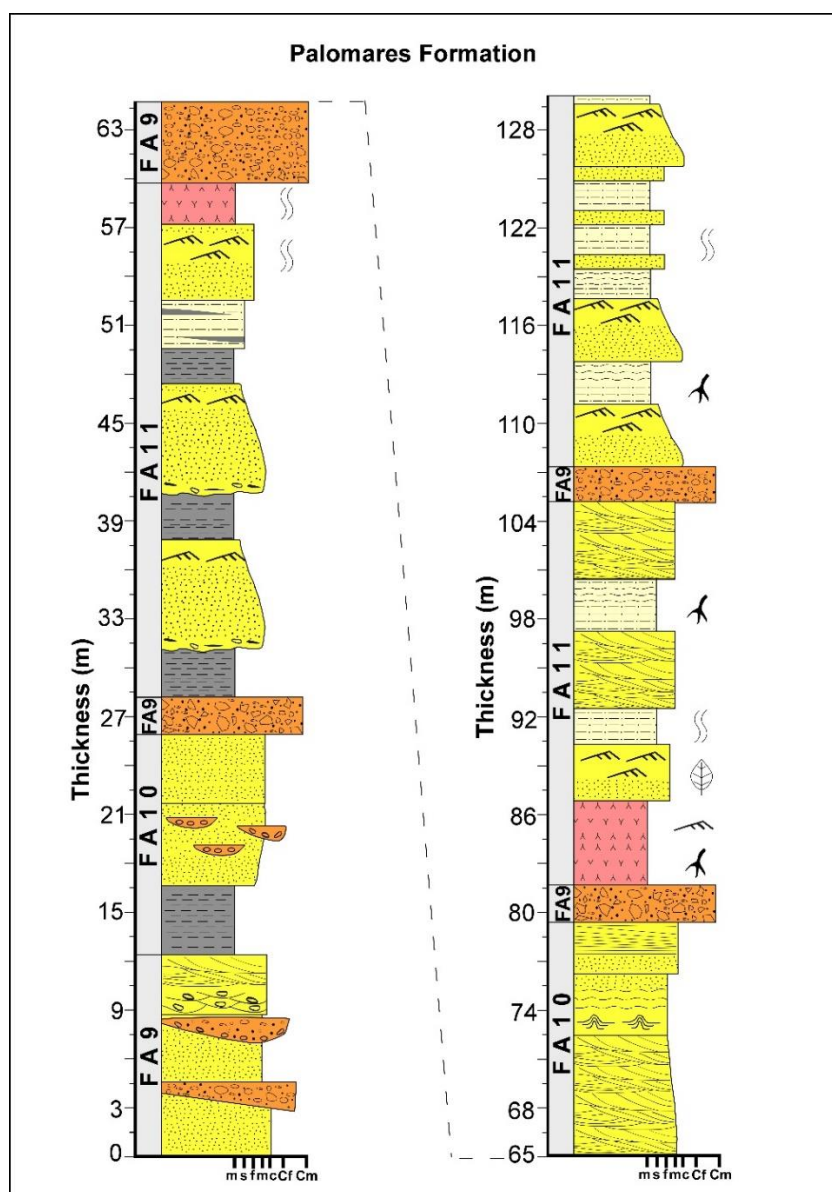 Palomares Formation
Thickness (m)
63
57
51
45
39
33
27
21
15
9
3
0
FA9
FA11
FA9
FA10
FA9
m s f m c Cf Cm
Thickness (m)
128
122
116
110
104
98
92
86
80
74
68
65
FA11
FA9
FA11
FA9
FA10
m s f m c Cf Cm